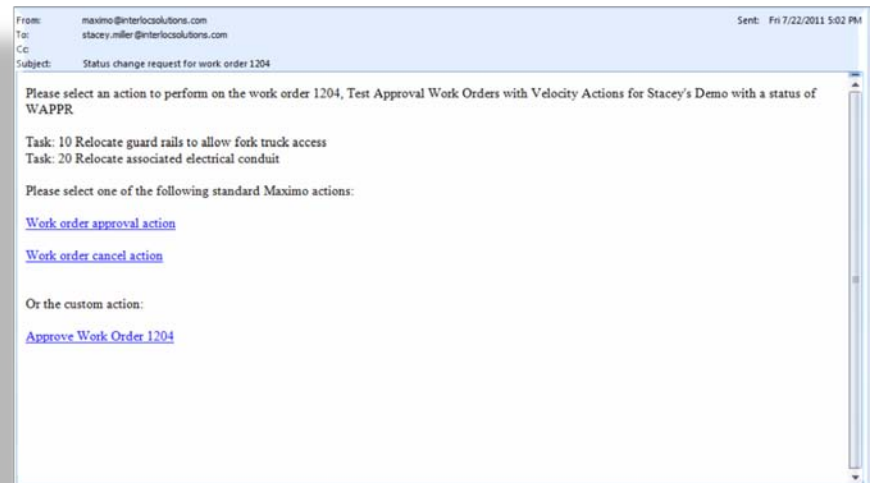 From: maximo@interlocsolutions.com Sent: Fri 7/22/2011 5:02 PM
To: stacey.miller@interlocsolutions.com
Cc:
Subject: Status change request for work order 1204
Please select an action to perform on the work order 1204, Test Approval Work Orders with Velocity Actions for Stacey's Demo with a status of
WAPPR
Task: 10 Relocate guard rails to allow fork truck access
Task: 20 Relocate associated electrical conduit
Please select one of the following standard Maximo actions:
Work order approval action
Work order cancel action
Or the custom action:
Approve Work Order 1204